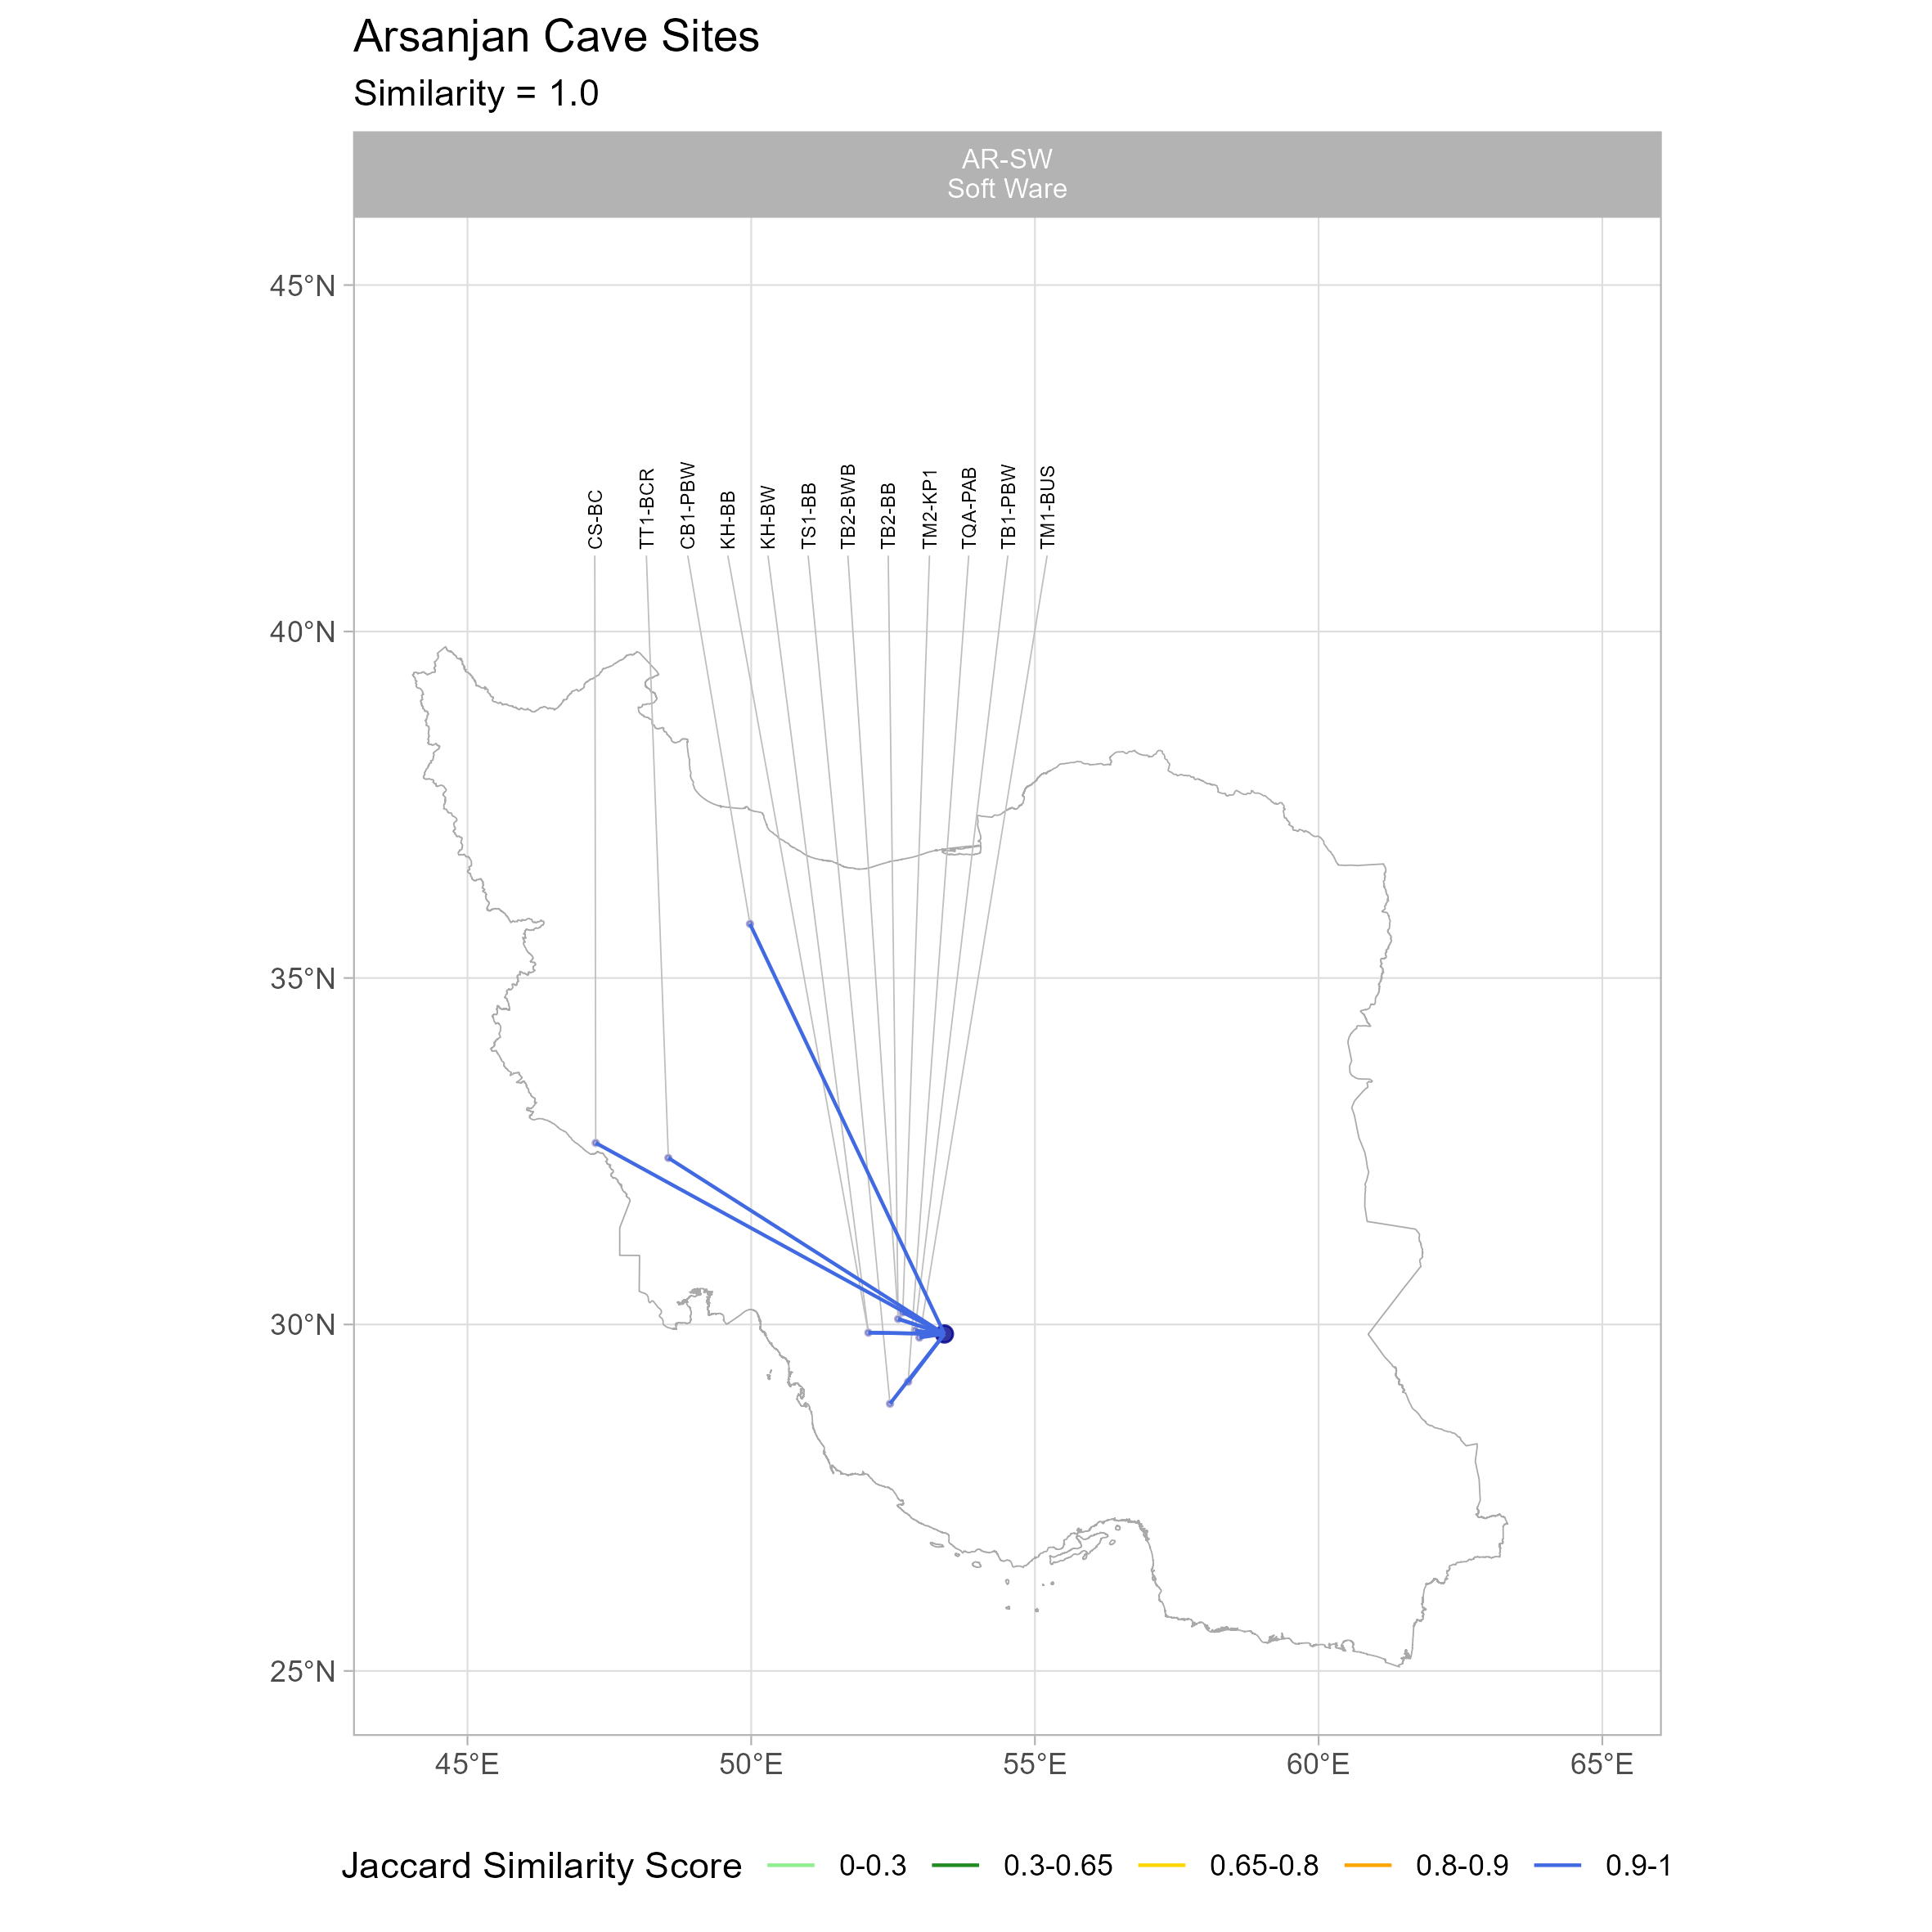 Arsanjan Cave Sites
Similarity = 1.0
AR-SW
Soft Ware
45°N
40°N
35°N
30°N
25°N
CS-BC
TT1-BCR
CB1-PBW
KH-BB
KH-BW
TS1-BB
TB2-BWB
TB2-BB
TM2-KP1
TQA-PAB
TB1-PBW
TM1-BUS
45°E 50°E 55°E 60°E 65°E
Jaccard Similarity Score 0-0.3 0.3-0.65 0.65-0.8 0.8-0.9 0.9-1